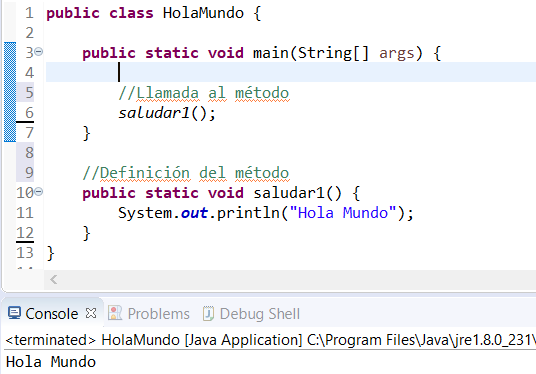 1 public class HolaMundo {
2
3 public static void main(String[] args) {
4
5 //Llamada al método
6 saludar1();
7 }
8
9 //Definición del método
10 public static void saludar1() {
11 System.out.println("Hola Mundo");
12 }
13 }
Console Problems Debug Shell
<terminated> HolaMundo [Java Application] C:\Program Files\Java\jre1.8.0_231\
Hola Mundo